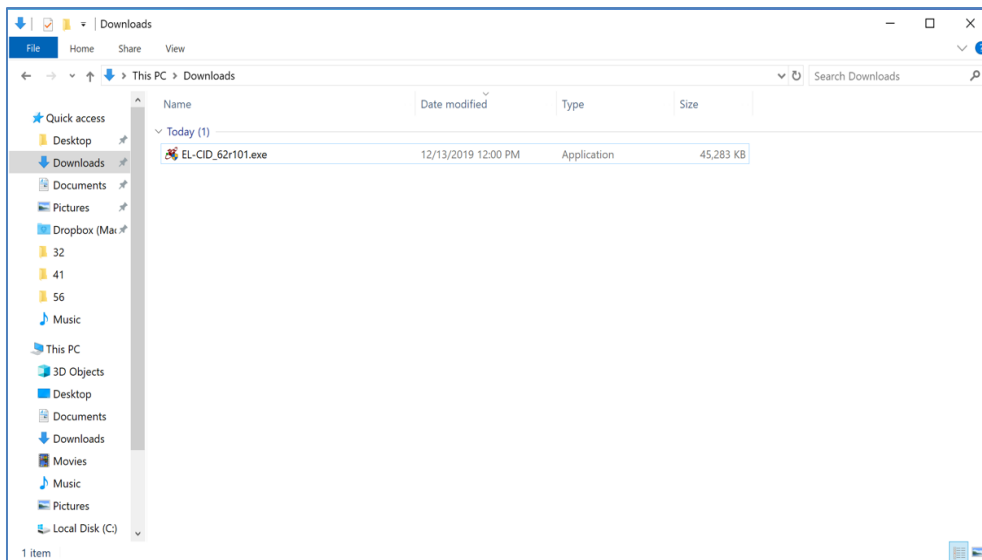 Downloads
File Home Share View
This PC > Downloads
Search Downloads
Name Date modified Type Size
Quick access
Today (1)
Desktop
EL-CID_62r101.exe 12/13/2019 12:00 PM Application 45,283 KB
Downloads
Documents
Pictures
Dropbox (Mac
32
41
56
Music
This PC
3D Objects
Desktop
Documents
Downloads
Movies
Music
Pictures
Local Disk (C:)
1 item